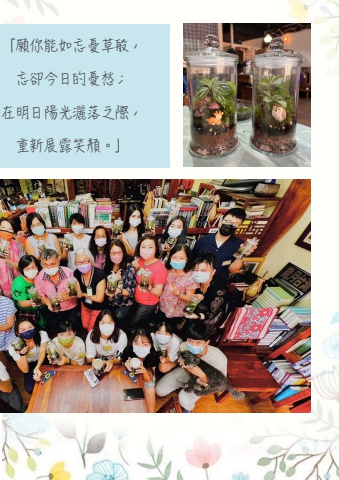 「願你能如忘憂草般，
忘卻今日的憂愁；
在明日陽光灑落之際，
重新展露笑顏。」